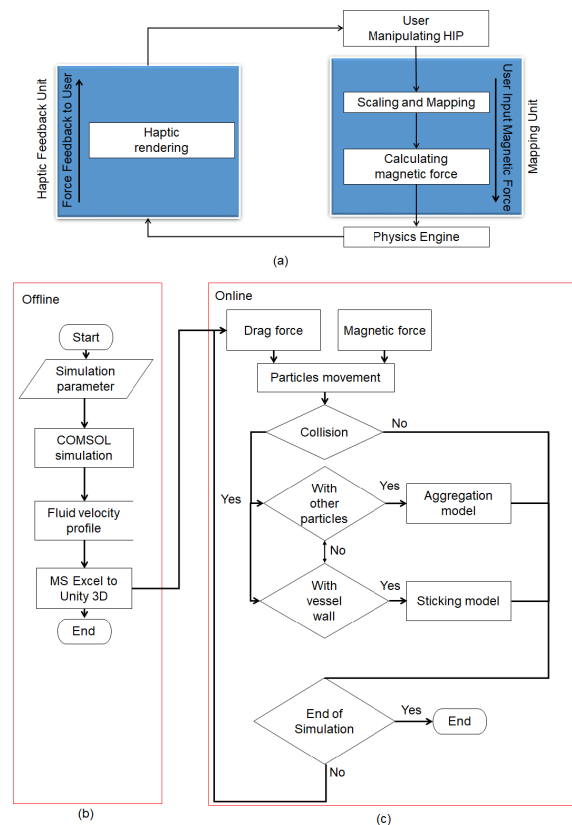 User
Manipulating HIP
Haptic Feedback Unit
Force Feedback to User
Haptic
rendering
Scaling and Mapping
Calculating
magnetic force
User Input Magnetic Force
Mapping Unit
Physics Engine
(a)
Offline
Start
Simulation
parameter
COMSOL
simulation
Fluid velocity
profile
MS Excel to
Unity 3D
End
(b)
Online
Drag force
Magnetic force
Particles movement
Collision
No
Yes
With
other
particles
Yes
Aggregation
model
No
With
vessel
wall
Yes
Sticking model
End of
Simulation
Yes
End
No
(c)